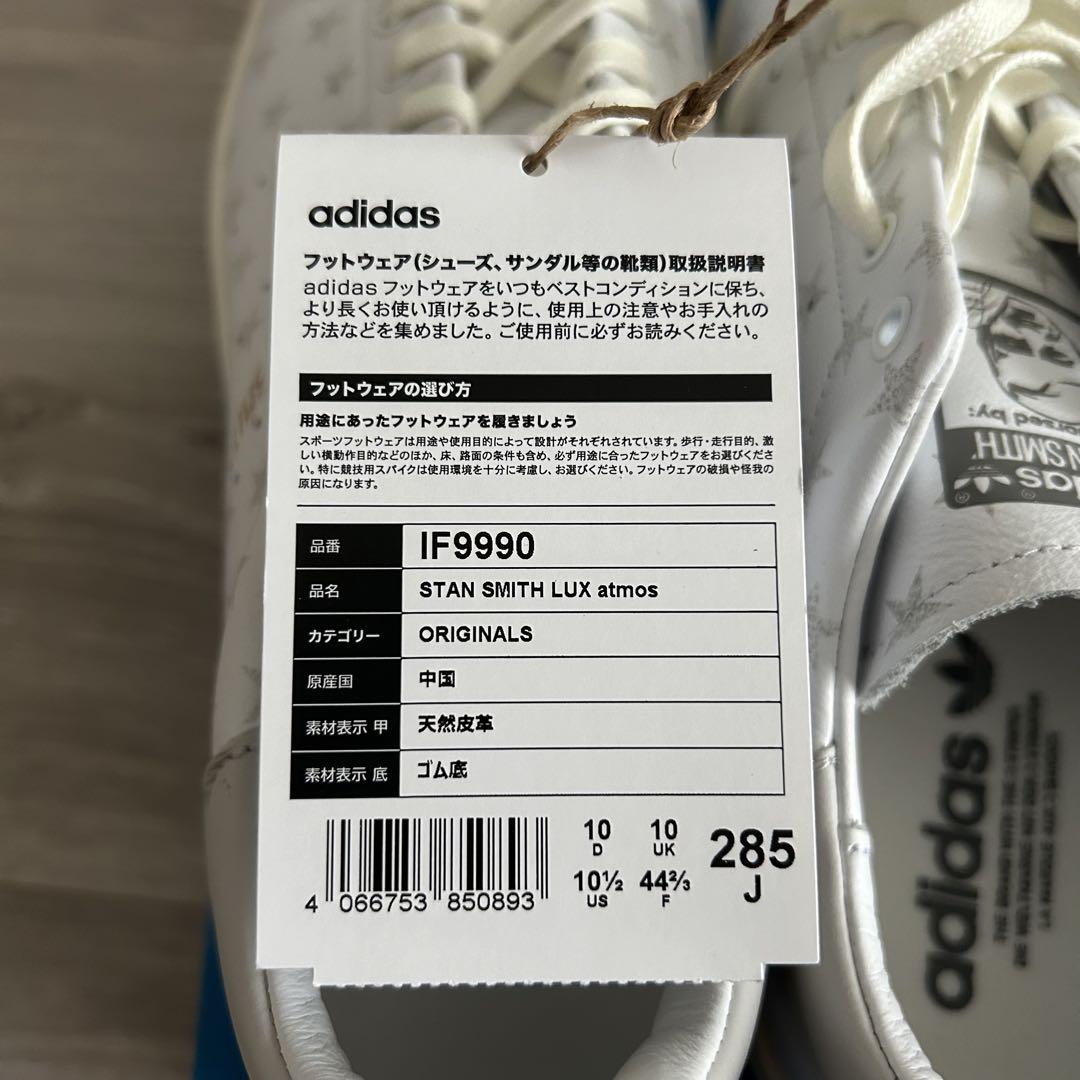 adidas
フットウェア(シューズ、サンダル等の靴類)取扱説明書
adidas フットウェアをいつもベストコンディションに保ち、
より長くお使い頂けるように、使用上の注意やお手入れの
方法などを集めました。ご使用前に必ずお読みください。
フットウェアの選び方
用途にあったフットウェアを履きましょう
スポーツフットウェアは用途や使用目的によって設計がそれぞれされています。歩行・走行目的、激
しい横動作目的などのほか、床、路面の条件も含め、必ず用途に合ったフットウェアをお選びくださ
い。特に競技用スパイクは使用環境を十分に考慮し、お選びください。フットウェアの破損や怪我の
原因になります。
品番 IF9990
品名 STAN SMITH LUX atmos
カテゴリー ORIGINALS
原産国 中国
素材表示 甲 天然皮革
素材表示 底 ゴム底
4 066753 850893
10 D
10 UK
10½ US
44⅔ F
285 J
adidas